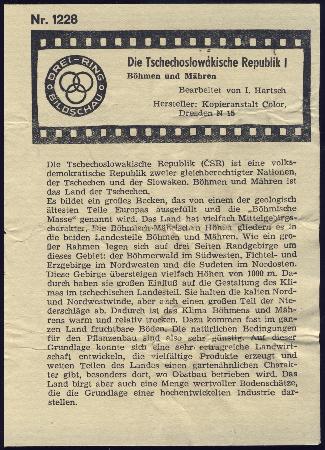 Nr. 1228
DREI-RING
BILDSCHAU
Die Tschechoslowakische Republik I
Böhmen und Mähren
Bearbeitet von I. Hartsch
Hersteller: Kopieranstalt Color,
Dresden N 15
Die Tschechoslowakische Republik (ČSR) ist eine volks-
demokratische Republik zweier gleichberechtigter Nationen,
der Tschechen und der Slowaken. Böhmen und Mähren ist
das Land der Tschechen.
Es bildet ein großes Becken, das von einem der geologisch
ältesten Teile Europas ausgefüllt und die „Böhmische
Masse" genannt wird. Das Land hat vielfach Mittelgebirgs-
charakter. Die Böhmisch-Mährischen Höhen gliedern es in
die beiden Landesteile Böhmen und Mähren. Wie ein gro-
ßer Rahmen legen sich auf drei Seiten Randgebirge um
dieses Gebiet: der Böhmerwald im Südwesten, Fichtel- und
Erzgebirge im Nordwesten und die Sudeten im Nordosten.
Diese Gebirge übersteigen vielfach Höhen von 1000 m. Da-
durch haben sie großen Einfluß auf die Gestaltung des Kli-
mas im tschechischen Landesteil. Sie halten die kalten Nord-
und Nordwestwinde, aber auch einen großen Teil der Nie-
derschläge ab. Dadurch ist das Klima Böhmens und Mäh-
rens warm und relativ trocken. Dazu kommen fast im gan-
zen Land fruchtbare Böden. Die natürlichen Bedingungen
für den Pflanzenbau sind also sehr günstig. Auf dieser
Grundlage konnte sich eine sehr ertragreiche Landwirt-
schaft entwickeln, die vielfältige Produkte erzeugt und
weiten Teilen des Landes einen gartenähnlichen Charak-
ter gibt, besonders dort, wo Obstbau betrieben wird. Das
Land birgt aber auch eine Menge wertvoller Bodenschätze,
die die Grundlage einer hochentwickelten Industrie dar-
stellen.